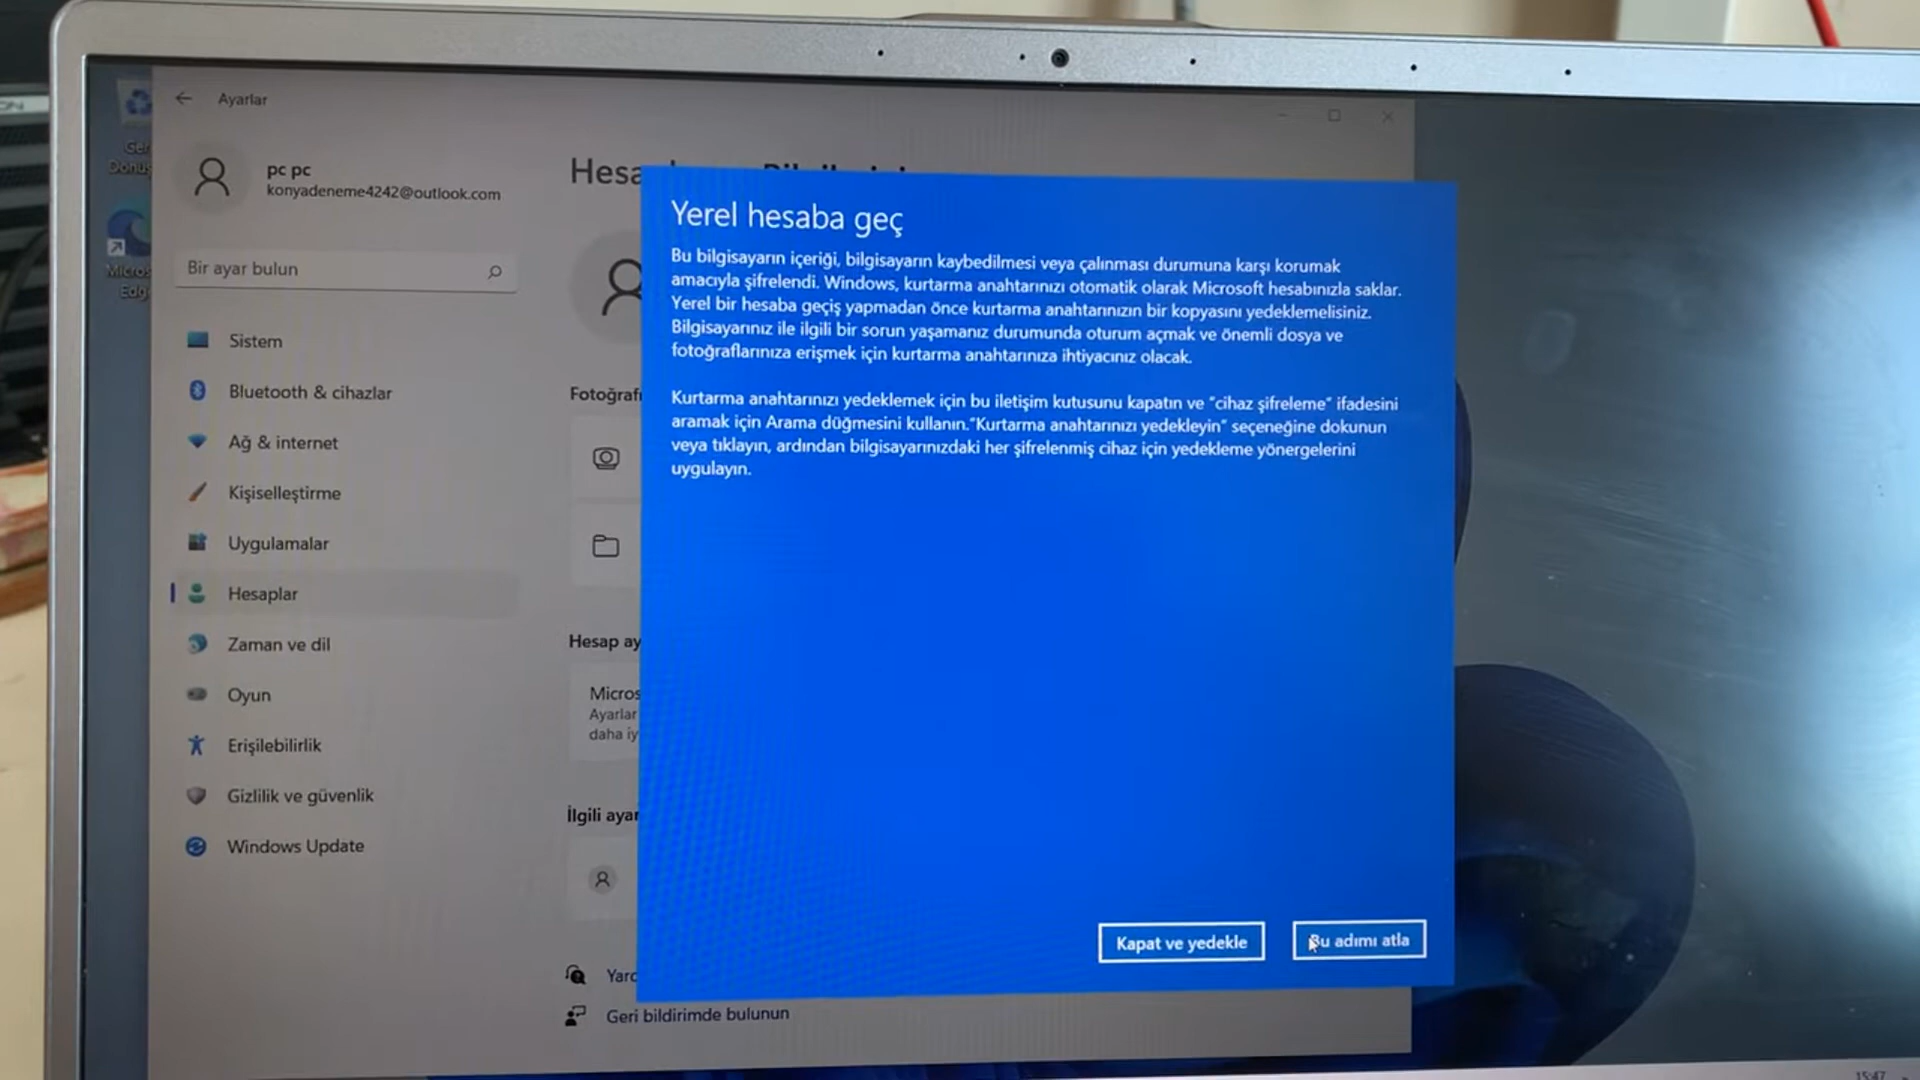 Ayarlar
pc pc
konyadeneme4242@outlook.com
Bir ayar bulun
Sistem
Bluetooth & cihazlar
Ağ & internet
Kişiselleştirme
Uygulamalar
Hesaplar
Zaman ve dil
Oyun
Erişilebilirlik
Gizlilik ve güvenlik
Windows Update
Hesa
Fotoğraf
Hesap ay
Micros
Ayarlar
daha iy
İlgili ayar
Yard
Geri bildirimde bulunun
Yerel hesaba geç
Bu bilgisayarın içeriği, bilgisayarın kaybedilmesi veya çalınması durumuna karşı korumak
amacıyla şifrelendi. Windows, kurtarma anahtarınızı otomatik olarak Microsoft hesabınızla saklar.
Yerel bir hesaba geçiş yapmadan önce kurtarma anahtarınızın bir kopyasını yedeklemelisiniz.
Bilgisayarınız ile ilgili bir sorun yaşamanız durumunda oturum açmak ve önemli dosya ve
fotoğraflarınıza erişmek için kurtarma anahtarınıza ihtiyacınız olacak.
Kurtarma anahtarınızı yedeklemek için bu iletişim kutusunu kapatın ve "cihaz şifreleme" ifadesini
aramak için Arama düğmesini kullanın."Kurtarma anahtarınızı yedekleyin" seçeneğine dokunun
veya tıklayın, ardından bilgisayarınızdaki her şifrelenmiş cihaz için yedekleme yönergelerini
uygulayın.
Kapat ve yedekle
Bu adımı atla
15:47